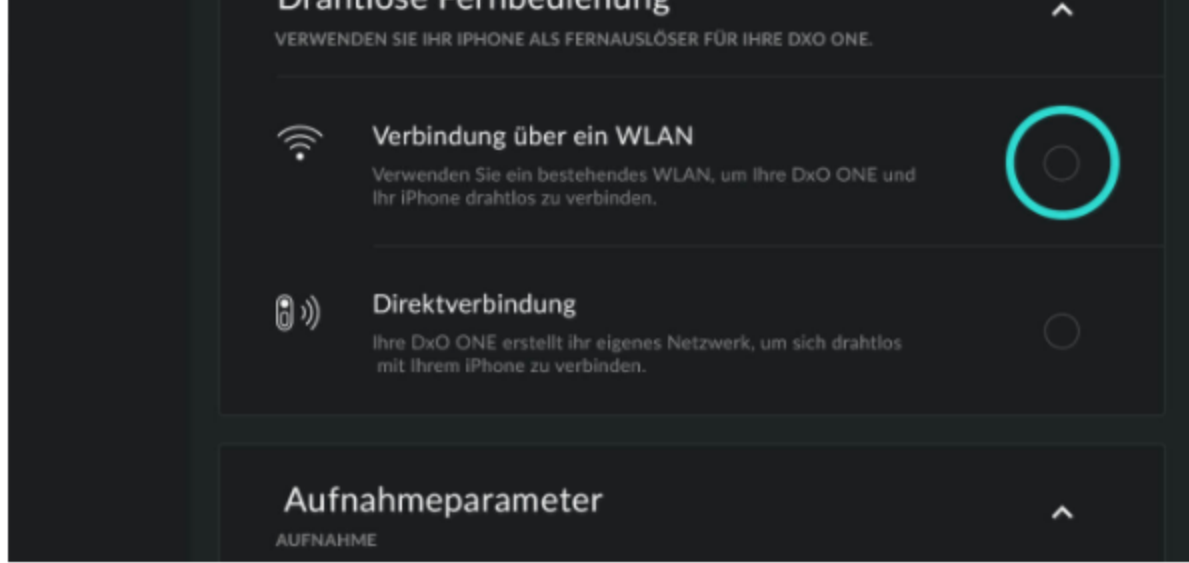 Drahtlose Fernbedienung
VERWENDEN SIE IHR IPHONE ALS FERNAUSLÖSER FÜR IHRE DXO ONE.
Verbindung über ein WLAN
Verwenden Sie ein bestehendes WLAN, um Ihre DxO ONE und
Ihr iPhone drahtlos zu verbinden.
Direktverbindung
Ihre DxO ONE erstellt ihr eigenes Netzwerk, um sich drahtlos
mit Ihrem iPhone zu verbinden.
Aufnahmeparameter
AUFNAHME